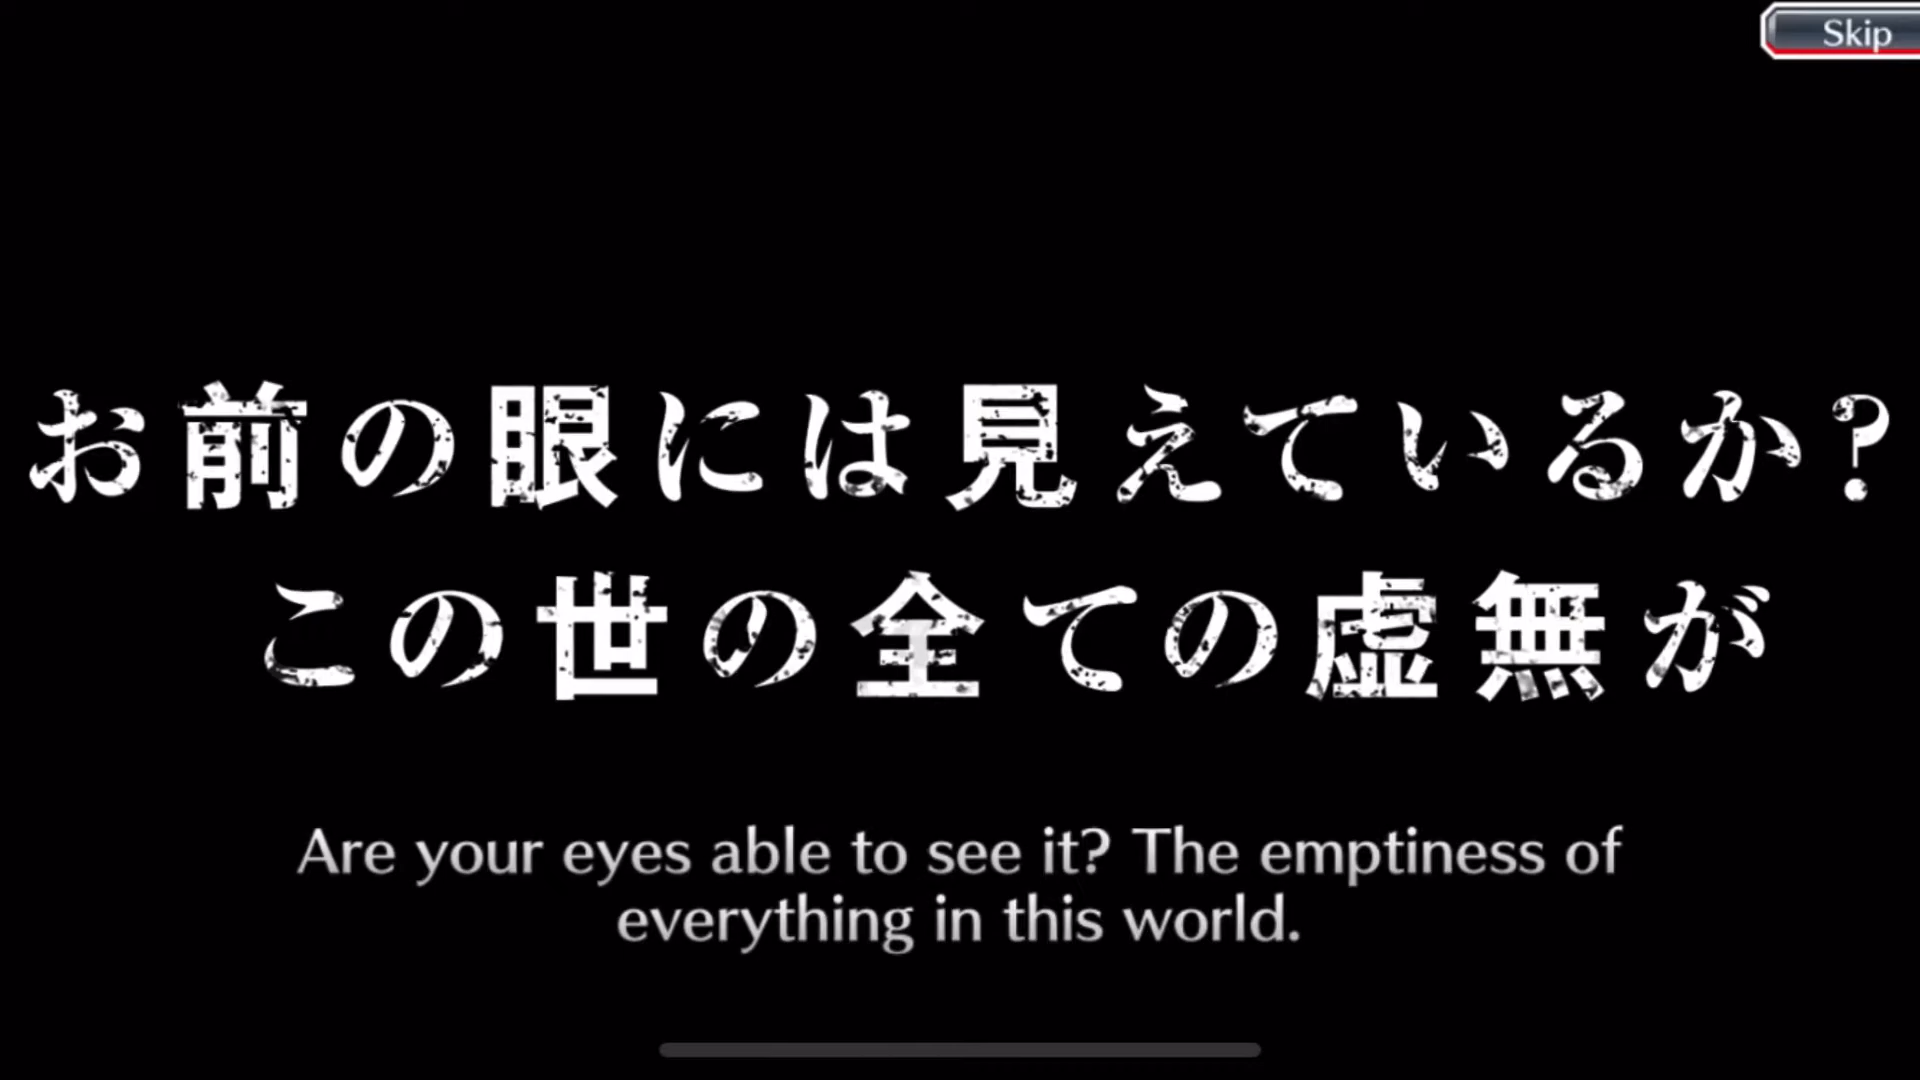 Skip
お前の眼には見えているか?
この世の全ての虚無が
Are your eyes able to see it? The emptiness of
everything in this world.